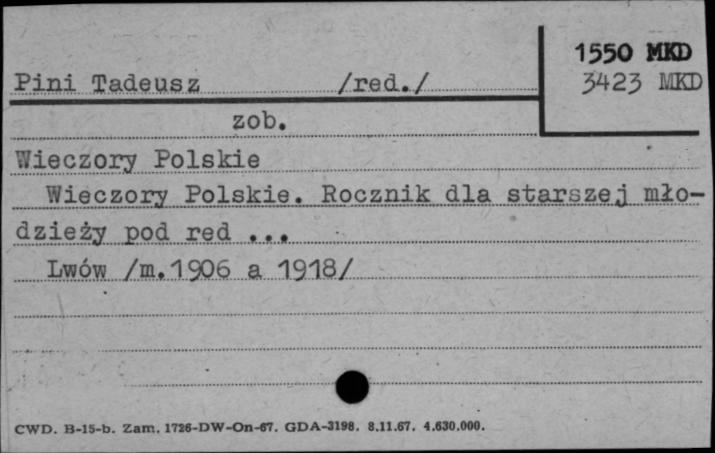 1550 MKD
Pini Tadeusz /red./
3423 MKD
zob.
Wieczory Polskie
Wieczory Polskie. Rocznik dla starszej mło-
dzieży pod red ...
Lwów /m.1906 a 1918/
CWD. B-15-b. Zam. 1726-DW-On-67. GDA-3198. 8.11.67. 4.630.000.